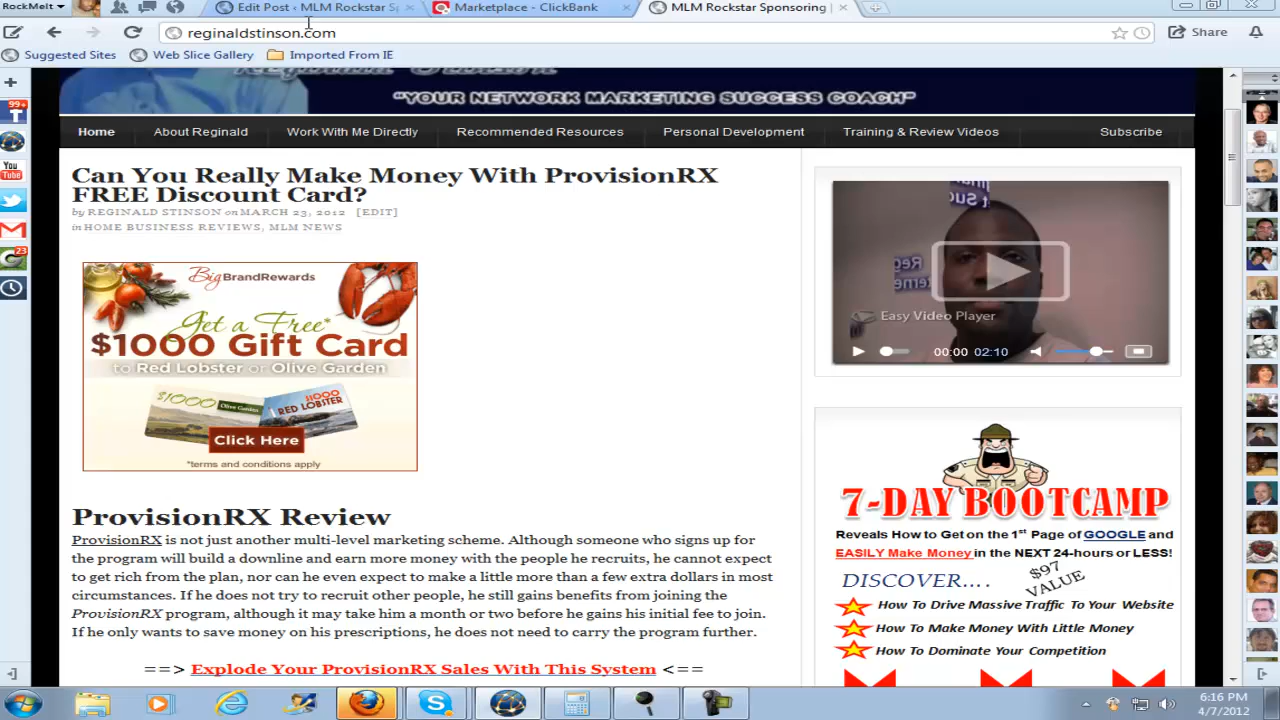 RockMelt
Edit Post ‹ MLM Rockstar Sp
Marketplace - ClickBank
MLM Rockstar Sponsoring |
reginaldstinson.com
Share
Suggested Sites
Web Slice Gallery
Imported From IE
"YOUR NETWORK MARKETING SUCCESS COACH"
Home
About Reginald
Work With Me Directly
Recommended Resources
Personal Development
Training & Review Videos
Subscribe
99+
You
Tube
23
Can You Really Make Money With ProvisionRX
FREE Discount Card?
by REGINALD STINSON on MARCH 23, 2012 [EDIT]
in HOME BUSINESS REVIEWS, MLM NEWS
BigBrandRewards
Get a Free*
$1000 Gift Card
to Red Lobster or Olive Garden
$1000
Olive Garden
$1000
RED LOBSTER
Click Here
*terms and conditions apply
ProvisionRX Review
ProvisionRX is not just another multi-level marketing scheme. Although someone who signs up for
the program will build a downline and earn more money with the people he recruits, he cannot expect
to get rich from the plan, nor can he even expect to make a little more than a few extra dollars in most
circumstances. If he does not try to recruit other people, he still gains benefits from joining the
ProvisionRX program, although it may take him a month or two before he gains his initial fee to join.
If he only wants to save money on his prescriptions, he does not need to carry the program further.
==> Explode Your ProvisionRX Sales With This System <==
Easy Video Player
00:00 02:10
7-DAY BOOTCAMP
Reveals How to Get on the 1st Page of GOOGLE and
EASILY Make Money in the NEXT 24-hours or LESS!
DISCOVER....
$97
VALUE
How To Drive Massive Traffic To Your Website
How To Make Money With Little Money
How To Dominate Your Competition
6:16 PM
4/7/2012